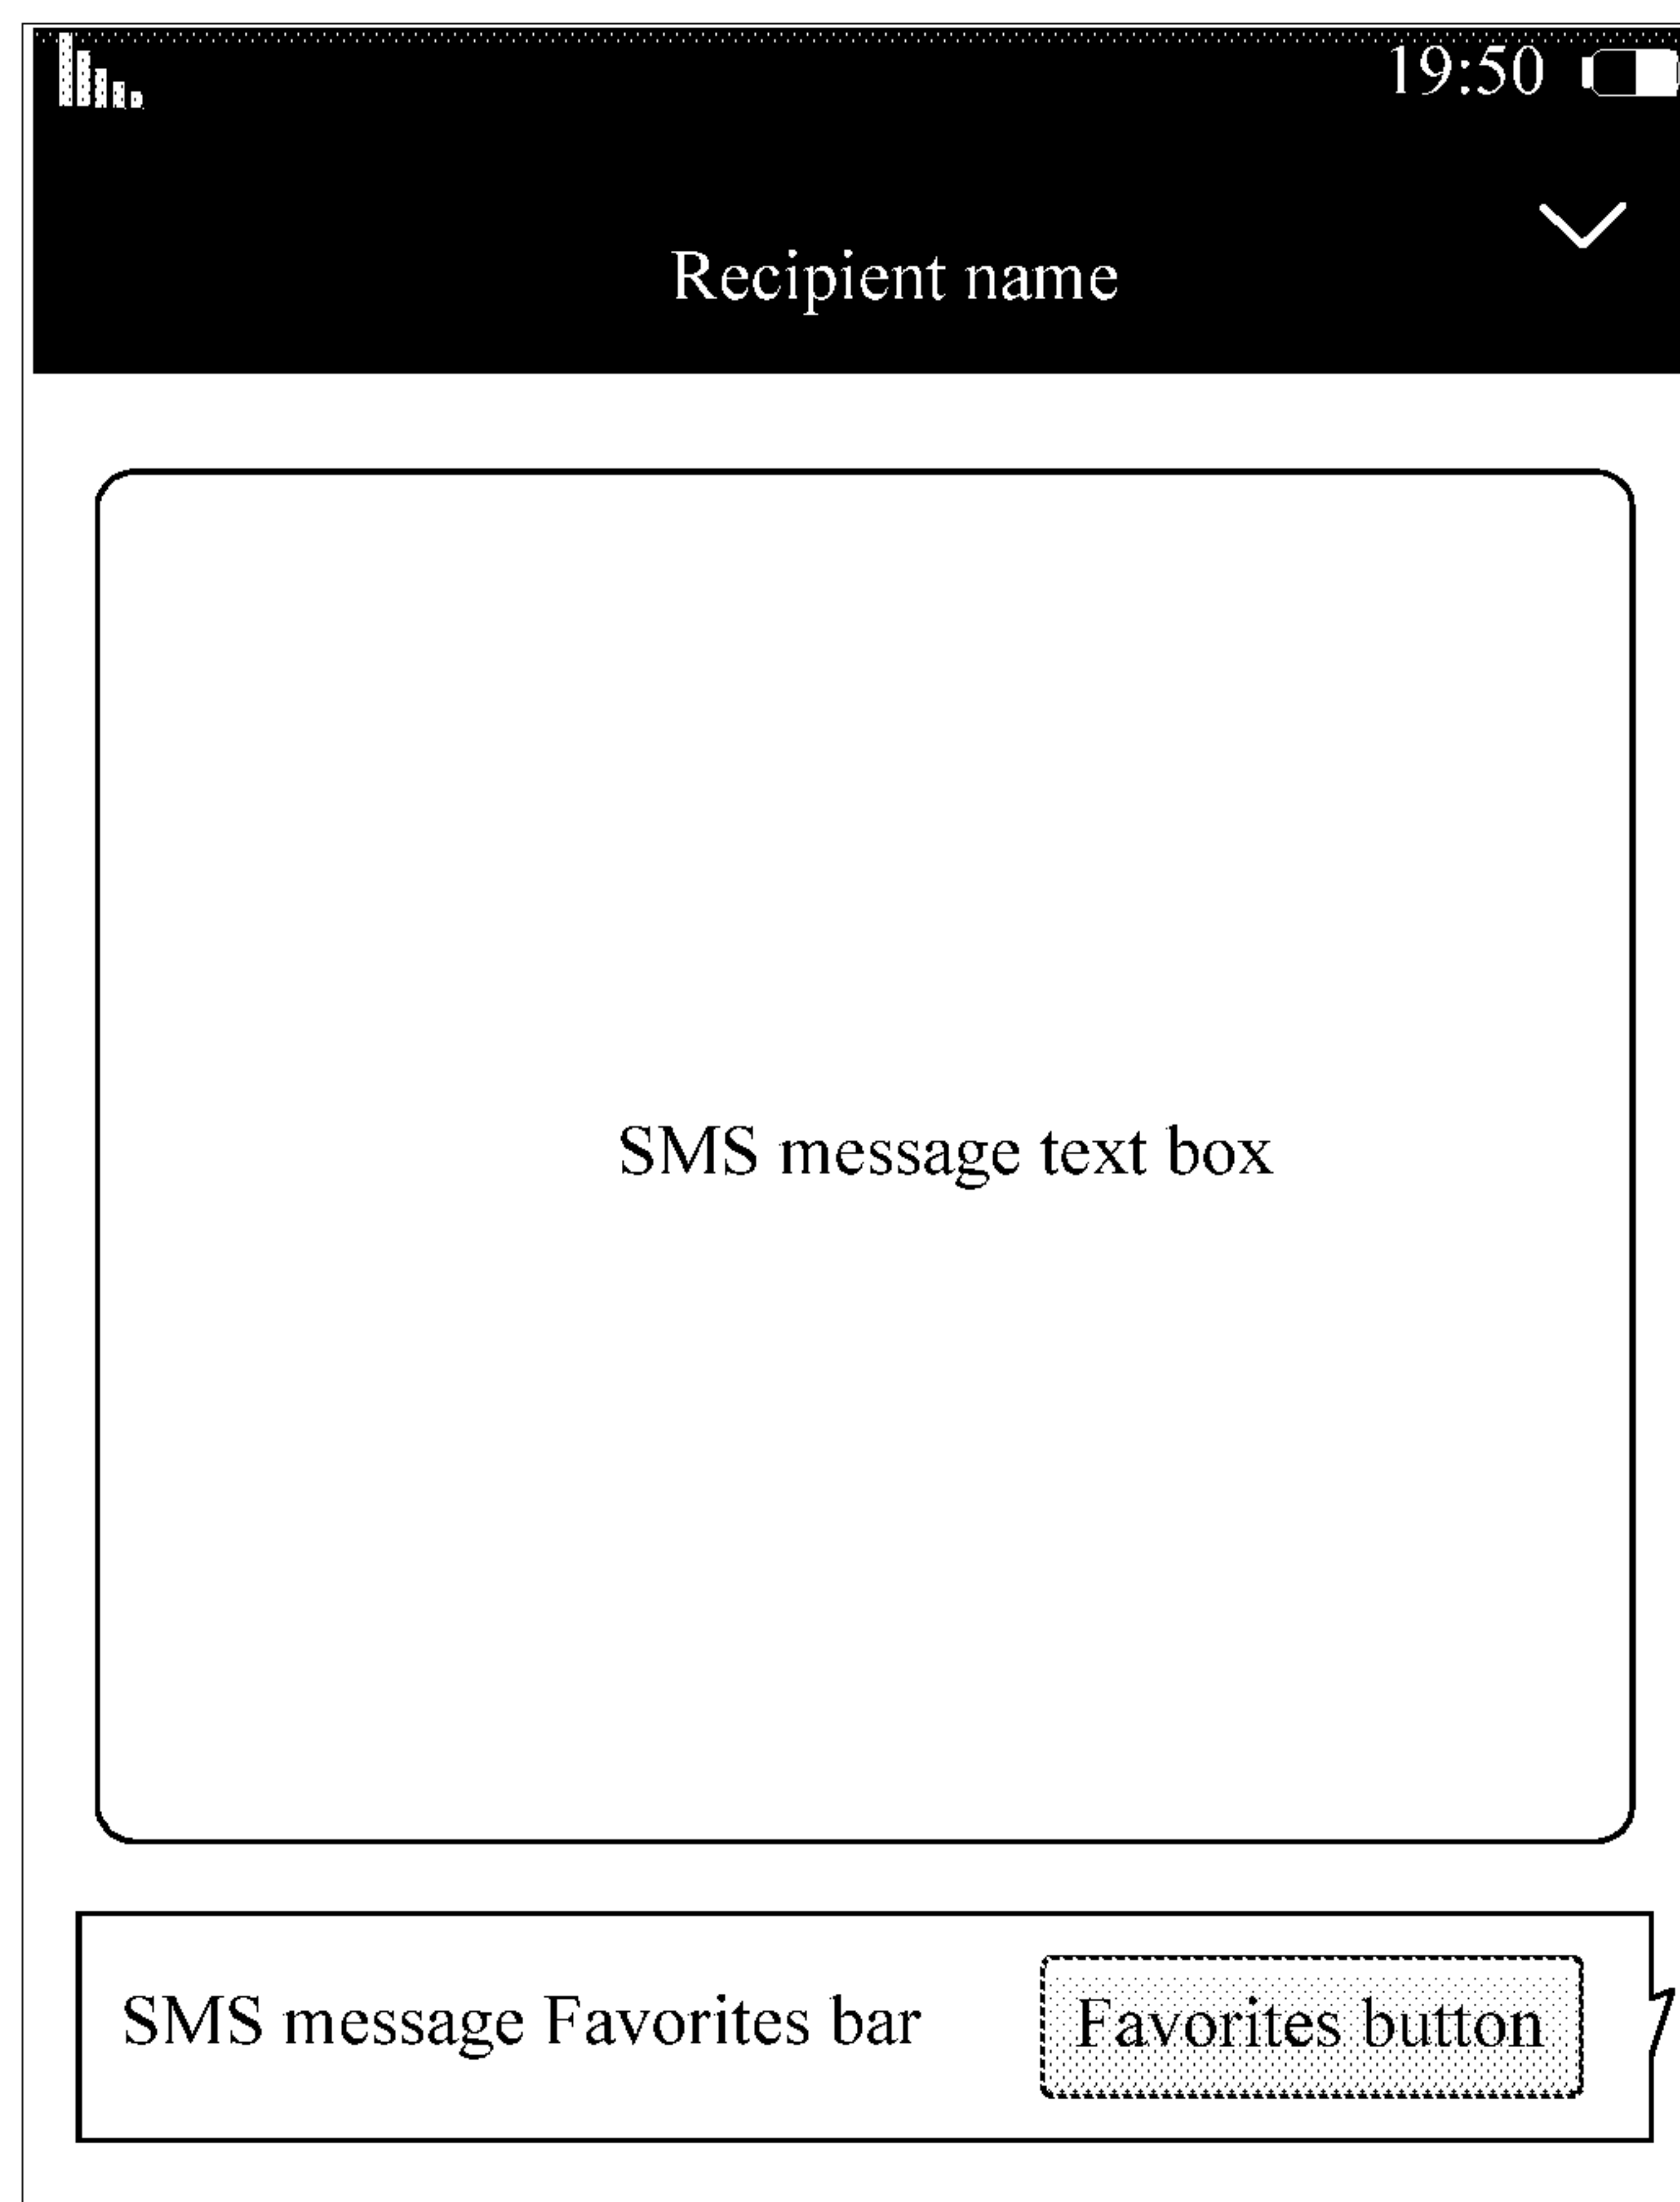 19:50
Recipient name
SMS message text box
SMS message Favorites bar
Favorites button